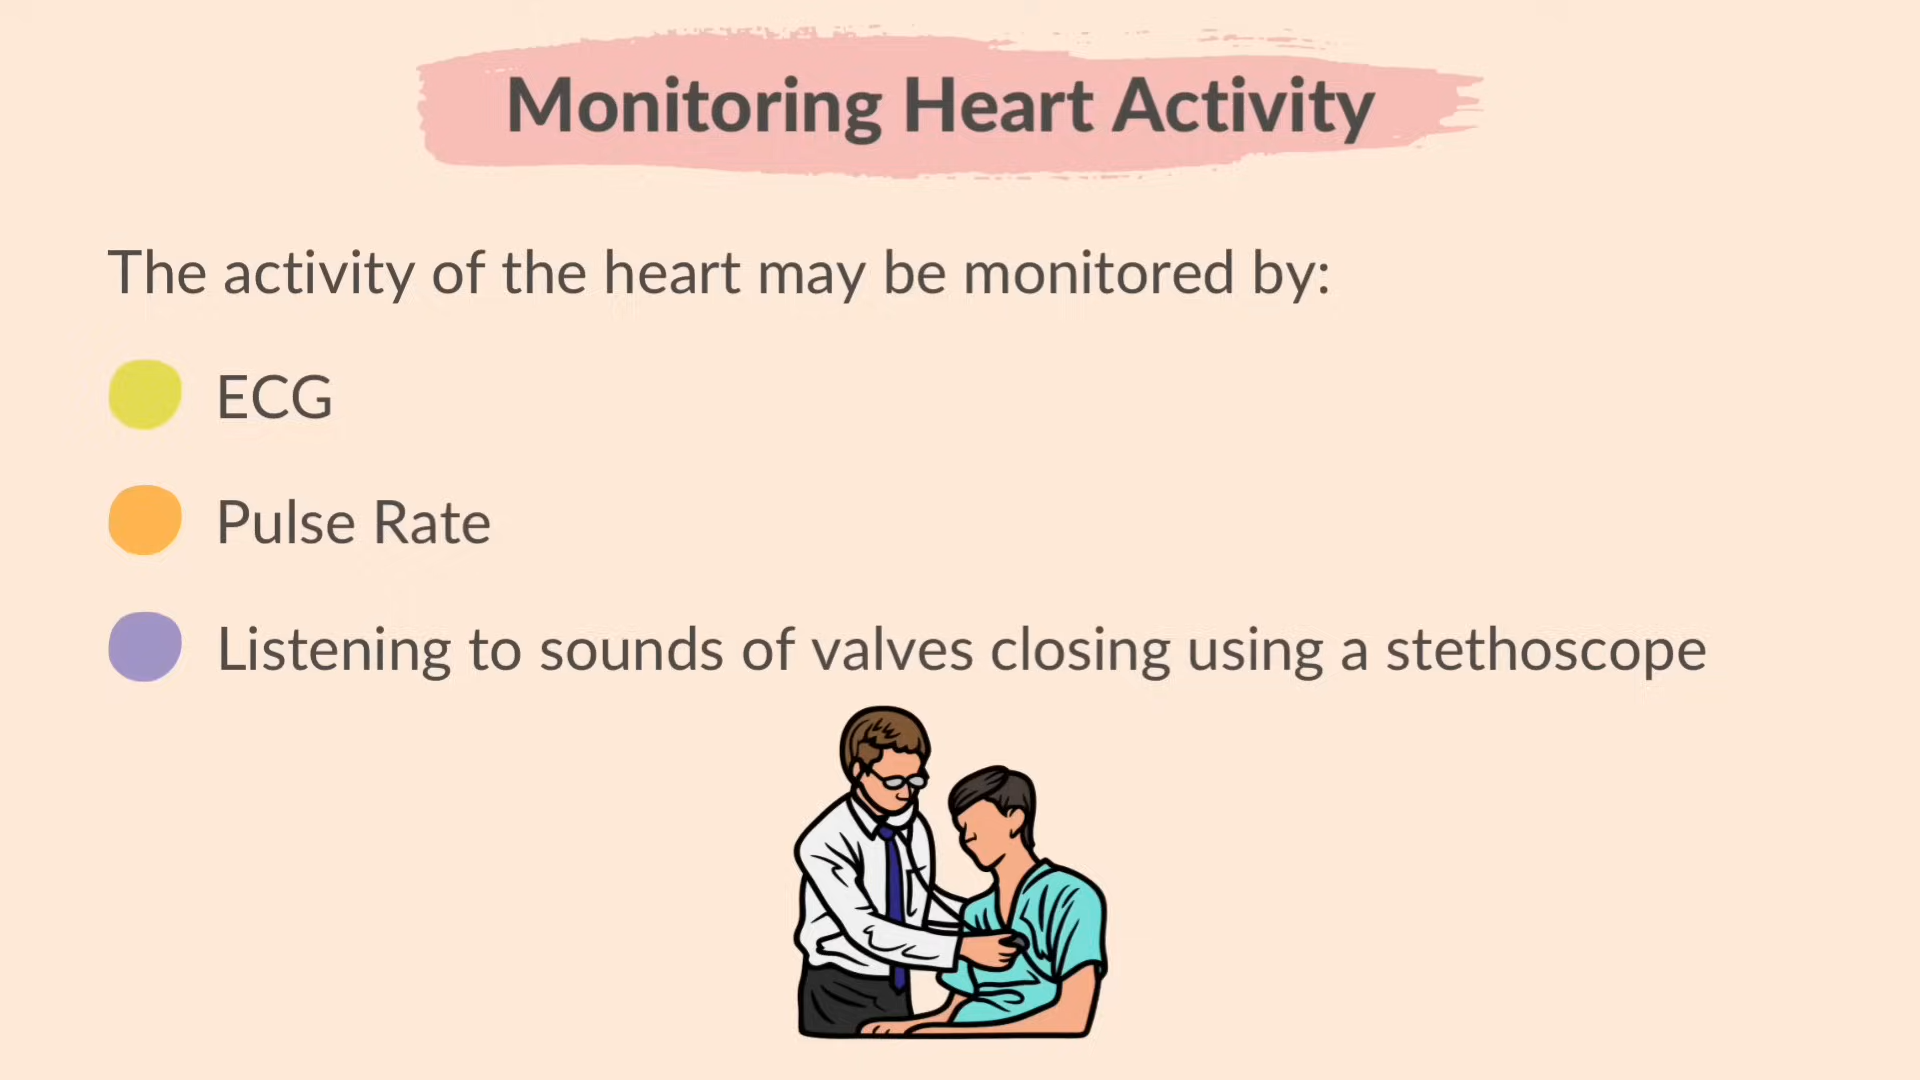 Monitoring Heart Activity
The activity of the heart may be monitored by:
ECG
Pulse Rate
Listening to sounds of valves closing using a stethoscope